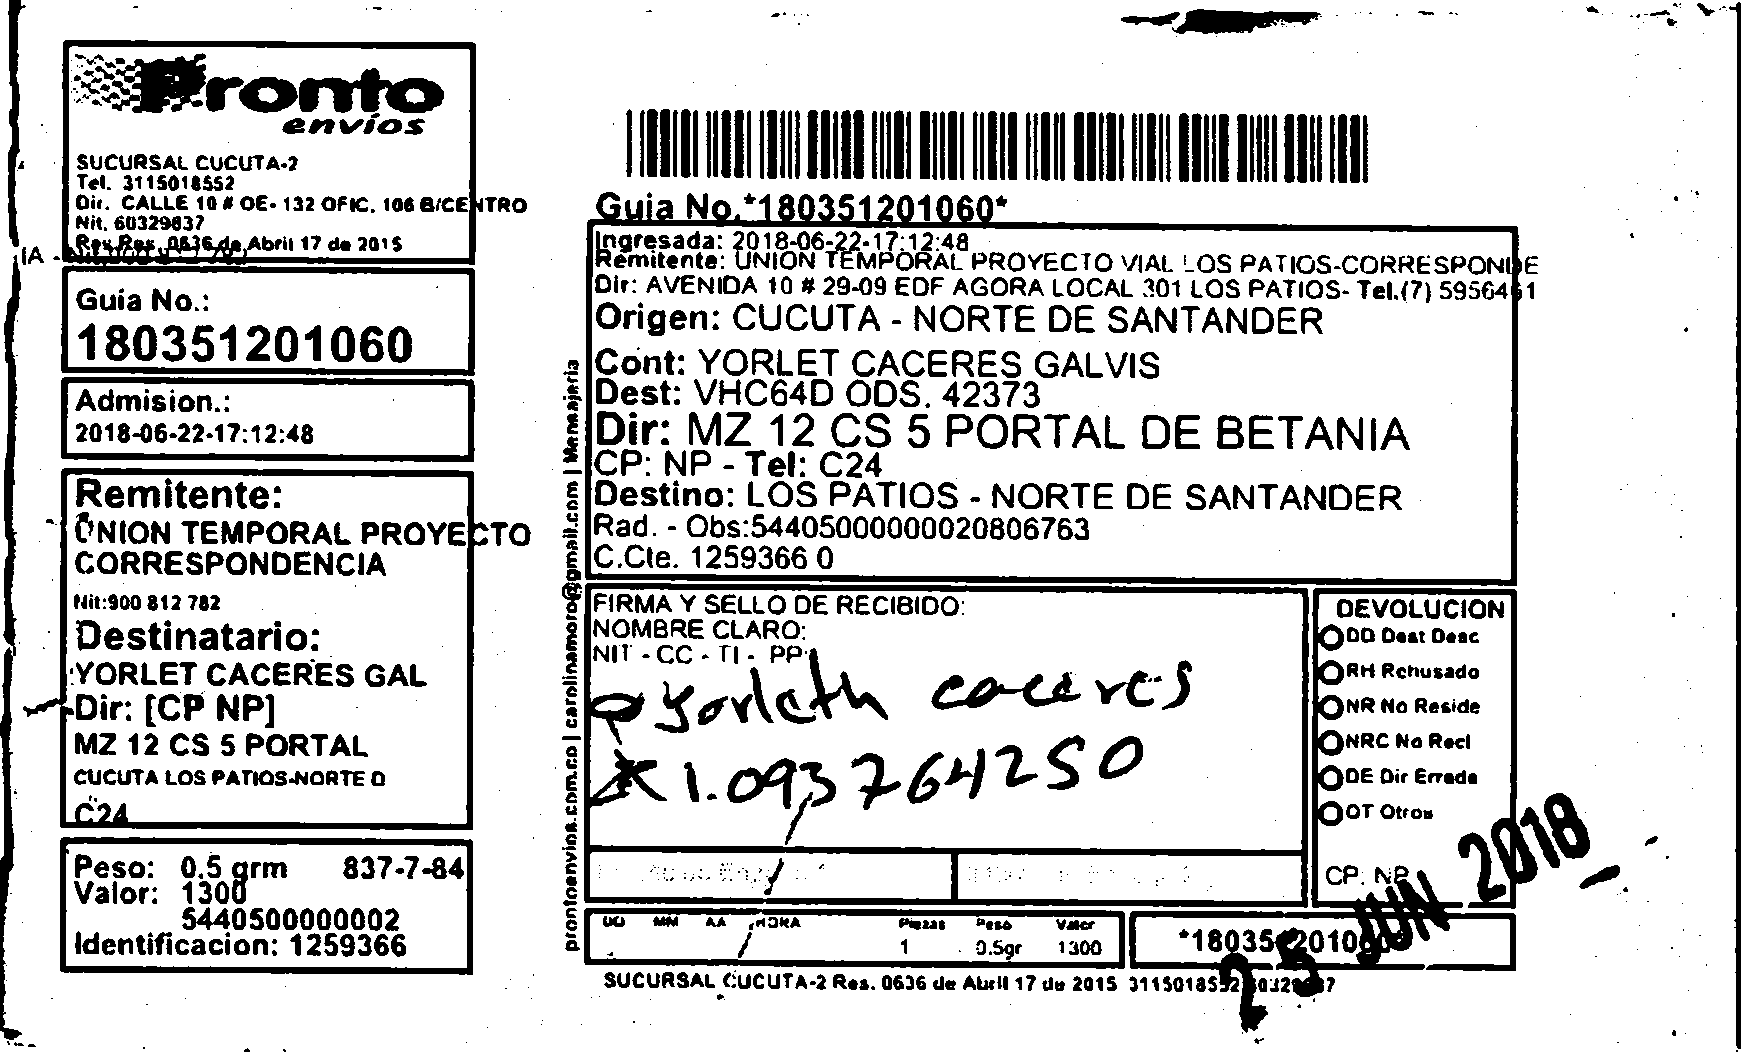 Pronto
envíos
SUCURSAL CUCUTA-2
Tel. 3115018552
Dir. CALLE 10 # OE- 132 OFIC. 106 B/CENTRO
Nit. 60329837
Res. 0636 de Abril 17 de 2015
Guia No.:
180351201060
Admision.:
2018-06-22-17:12:48
Remitente:
UNION TEMPORAL PROYECTO
CORRESPONDENCIA
Nit:900 812 782
Destinatario:
YORLET CACERES GAL
Dir: [CP NP]
MZ 12 CS 5 PORTAL
CUCUTA LOS PATIOS-NORTE D
C24
Peso: 0.5 grm 837-7-84
Valor: 1300
5440500000002
Identificacion: 1259366
prontoenvios.com.co | carolinamoro@gmail.com | Mensajeria
Guia No.*180351201060*
Ingresada: 2018-06-22-17:12:48
Remitente: UNION TEMPORAL PROYECTO VIAL LOS PATIOS-CORRESPONDE
Dir: AVENIDA 10 # 29-09 EDF AGORA LOCAL 301 LOS PATIOS- Tel.(7) 5956461
Origen: CUCUTA - NORTE DE SANTANDER
Cont: YORLET CACERES GALVIS
Dest: VHC64D ODS. 42373
Dir: MZ 12 CS 5 PORTAL DE BETANIA
CP: NP - Tel: C24
Destino: LOS PATIOS - NORTE DE SANTANDER
Rad. - Obs:54405000000020806763
C.Cte. 1259366 0
FIRMA Y SELLO DE RECIBIDO:
NOMBRE CLARO:
NIT - CC - TI - PP
yorleth caceres
1.093764250
DEVOLUCION
DD Dest Desc
RH Rehusado
NR No Reside
NRC No Recl
DE Dir Errada
OT Otros
CP: NP
DD MM AA HORA Piezas Peso Valor
1 0.5gr 1300
*180351201060*
25 JUN 2018
SUCURSAL CUCUTA-2 Res. 0636 de Abril 17 de 2015 3115018552 60329837